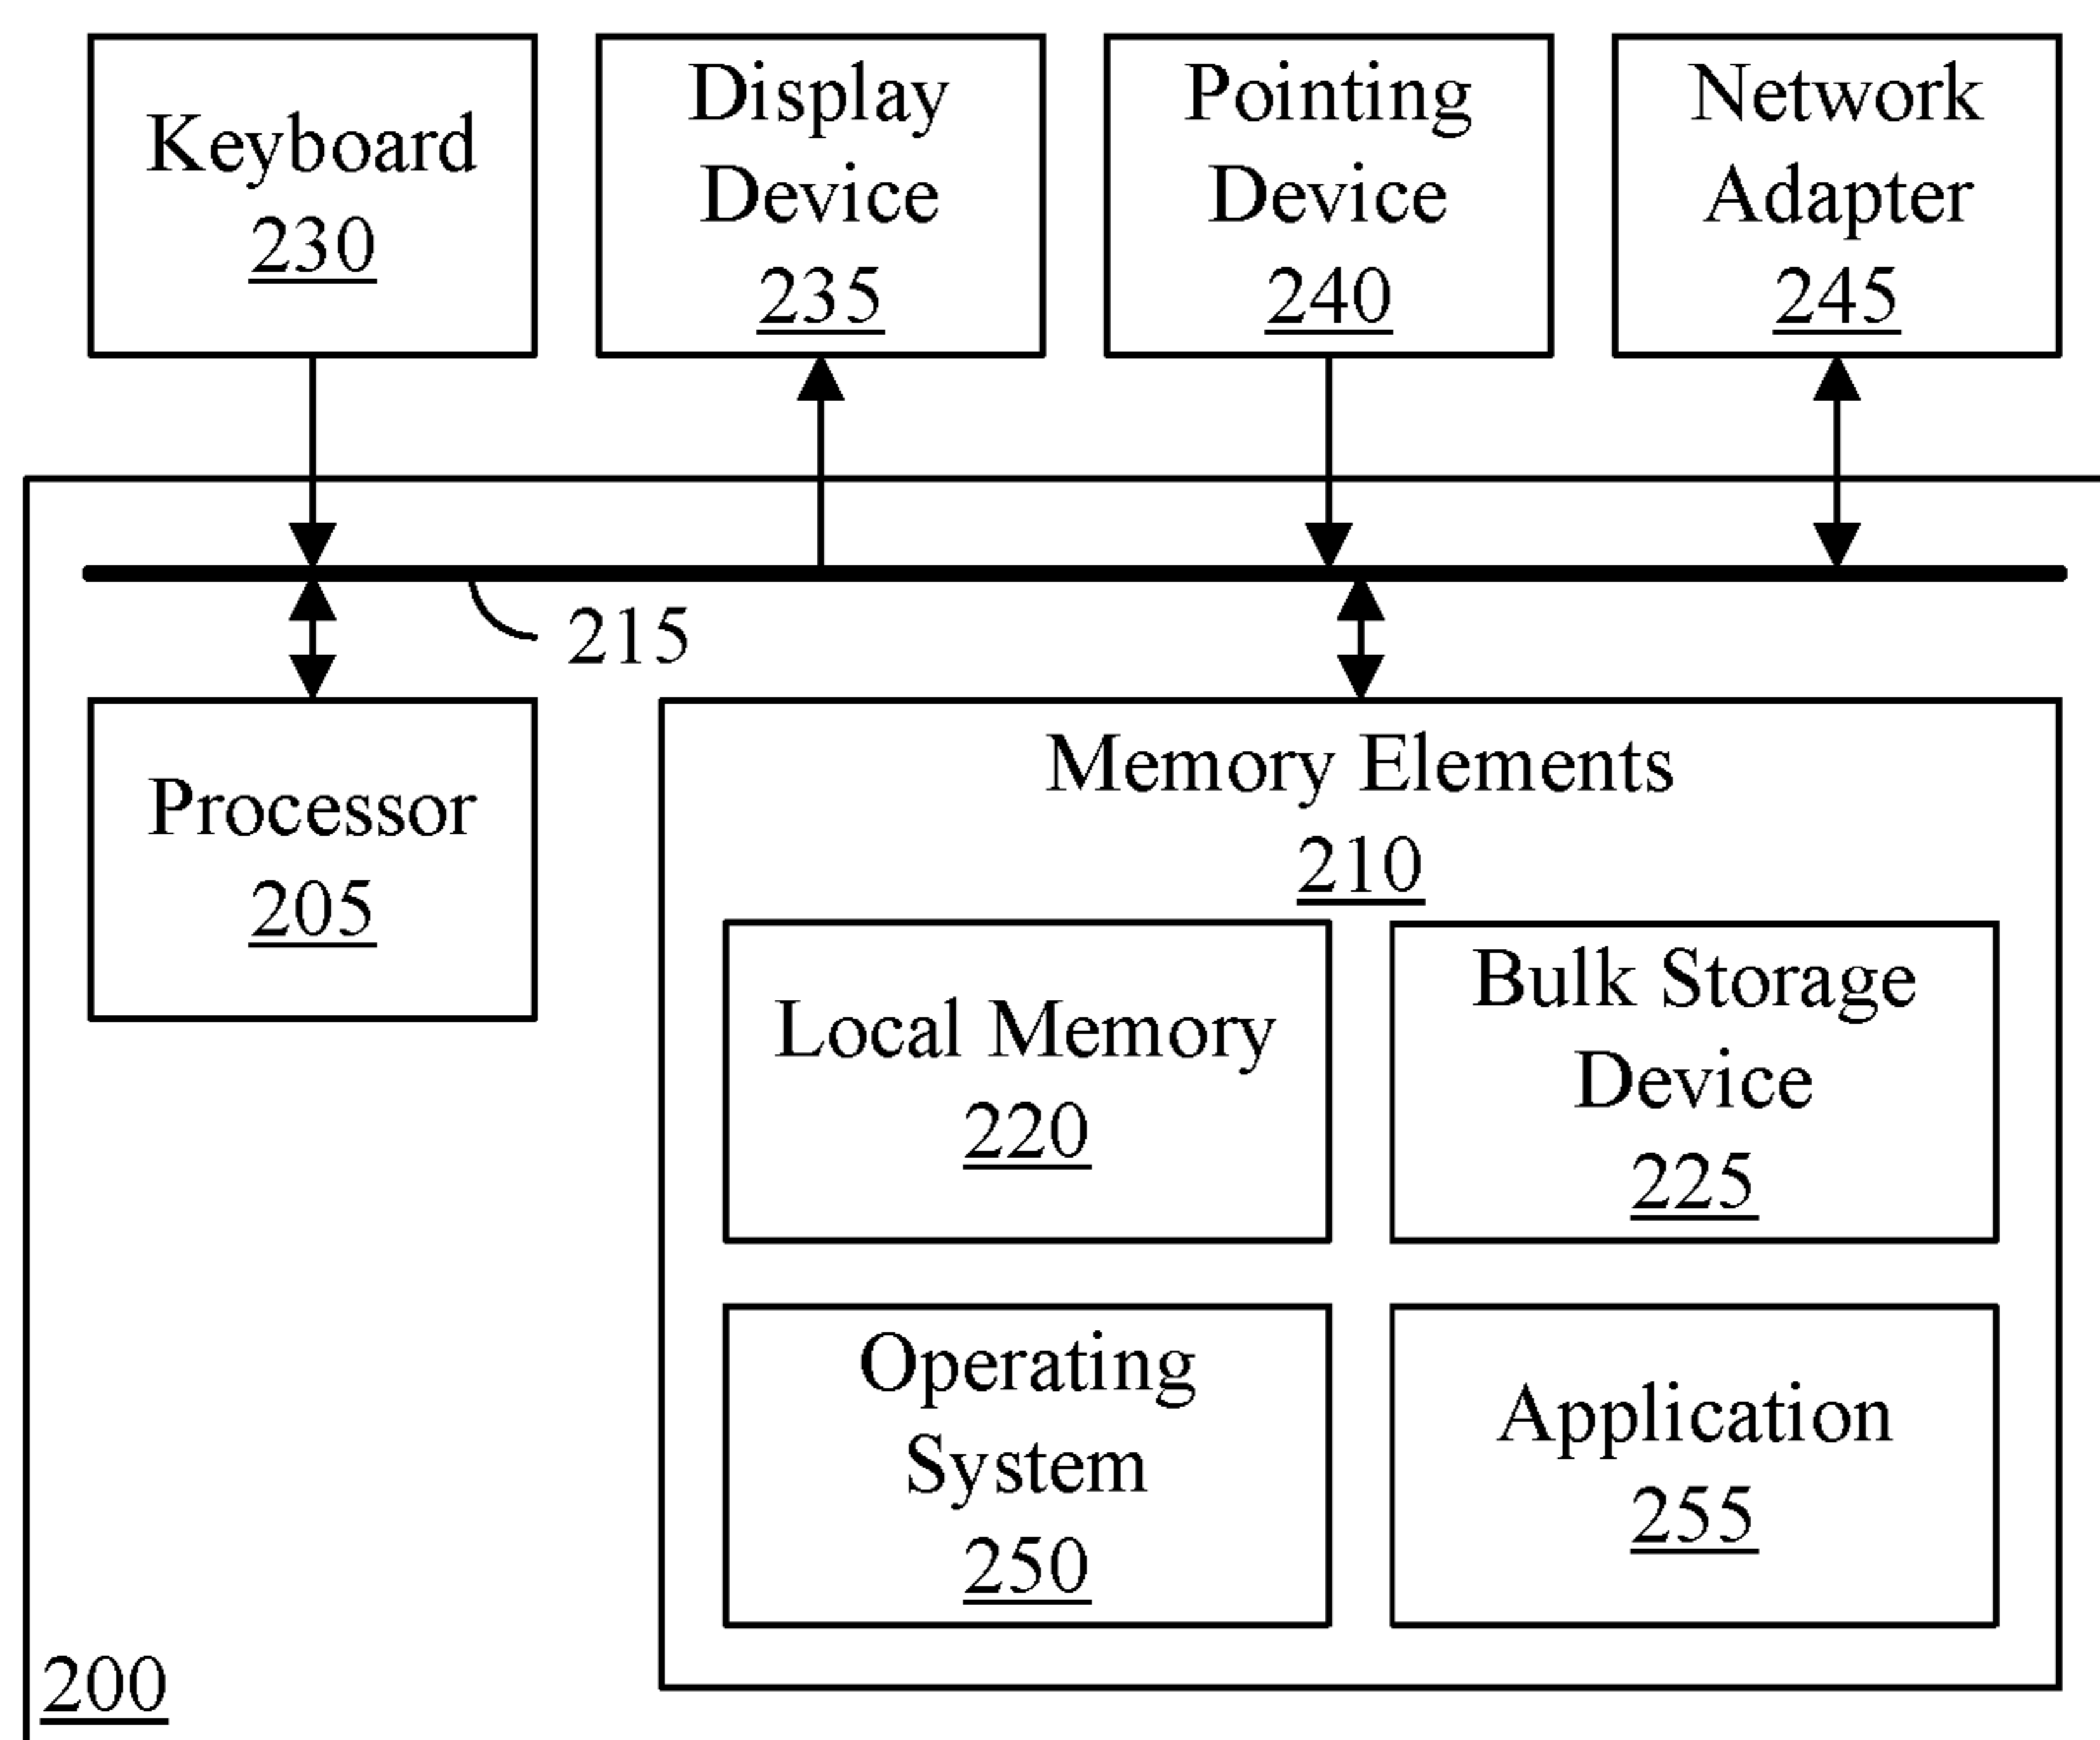 Keyboard
230
Display
Device
235
Pointing
Device
240
Network
Adapter
245
215
Processor
205
Memory Elements
210
Local Memory
220
Bulk Storage
Device
225
Operating
System
250
Application
255
200